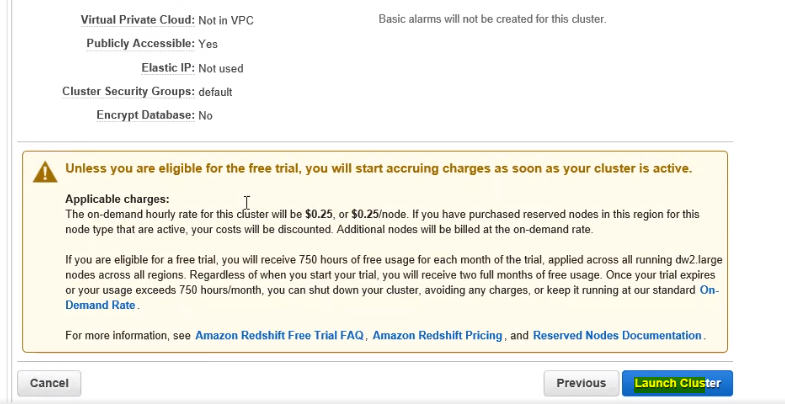 Virtual Private Cloud: Not in VPC
Basic alarms will not be created for this cluster.
Publicly Accessible: Yes
Elastic IP: Not used
Cluster Security Groups: default
Encrypt Database: No
Unless you are eligible for the free trial, you will start accruing charges as soon as your cluster is active.
Applicable charges:
The on-demand hourly rate for this cluster will be $0.25, or $0.25/node. If you have purchased reserved nodes in this region for this
node type that are active, your costs will be discounted. Additional nodes will be billed at the on-demand rate.
If you are eligible for a free trial, you will receive 750 hours of free usage for each month of the trial, applied across all running dw2.large
nodes across all regions. Regardless of when you start your trial, you will receive two full months of free usage. Once your trial expires
or your usage exceeds 750 hours/month, you can shut down your cluster, avoiding any charges, or keep it running at our standard On-
Demand Rate.
For more information, see Amazon Redshift Free Trial FAQ, Amazon Redshift Pricing, and Reserved Nodes Documentation.
Cancel
Previous
Launch Cluster